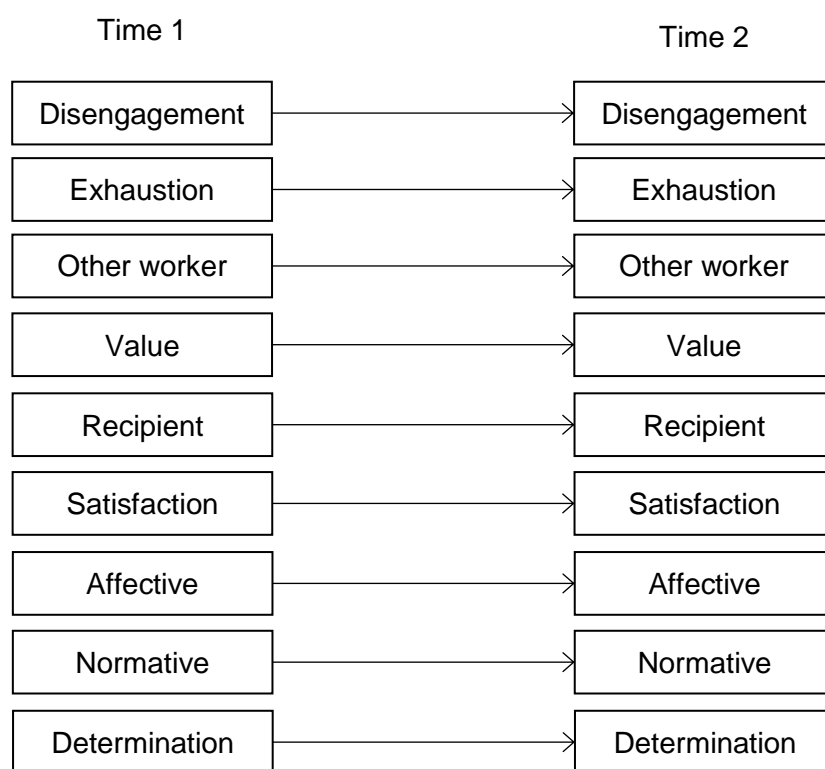 Time 1
Time 2
Disengagement
Disengagement
Exhaustion
Exhaustion
Other worker
Other worker
Value
Value
Recipient
Recipient
Satisfaction
Satisfaction
Affective
Affective
Normative
Normative
Determination
Determination